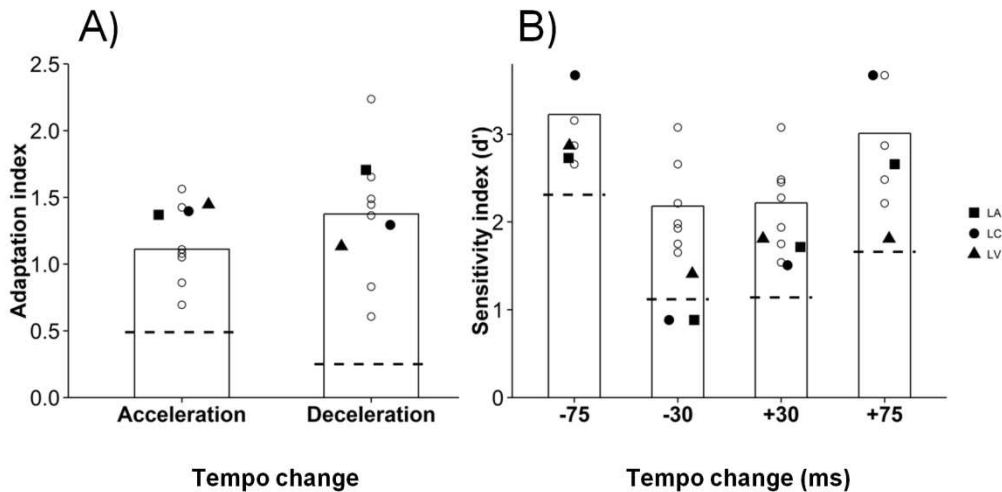 A)
Adaptation index
2.5
2.0
1.5
1.0
0.5
0.0
Acceleration Deceleration
Tempo change
B)
Sensitivity index (d')
3
2
1
0
-75 -30 +30 +75
Tempo change (ms)
LA
LC
LV